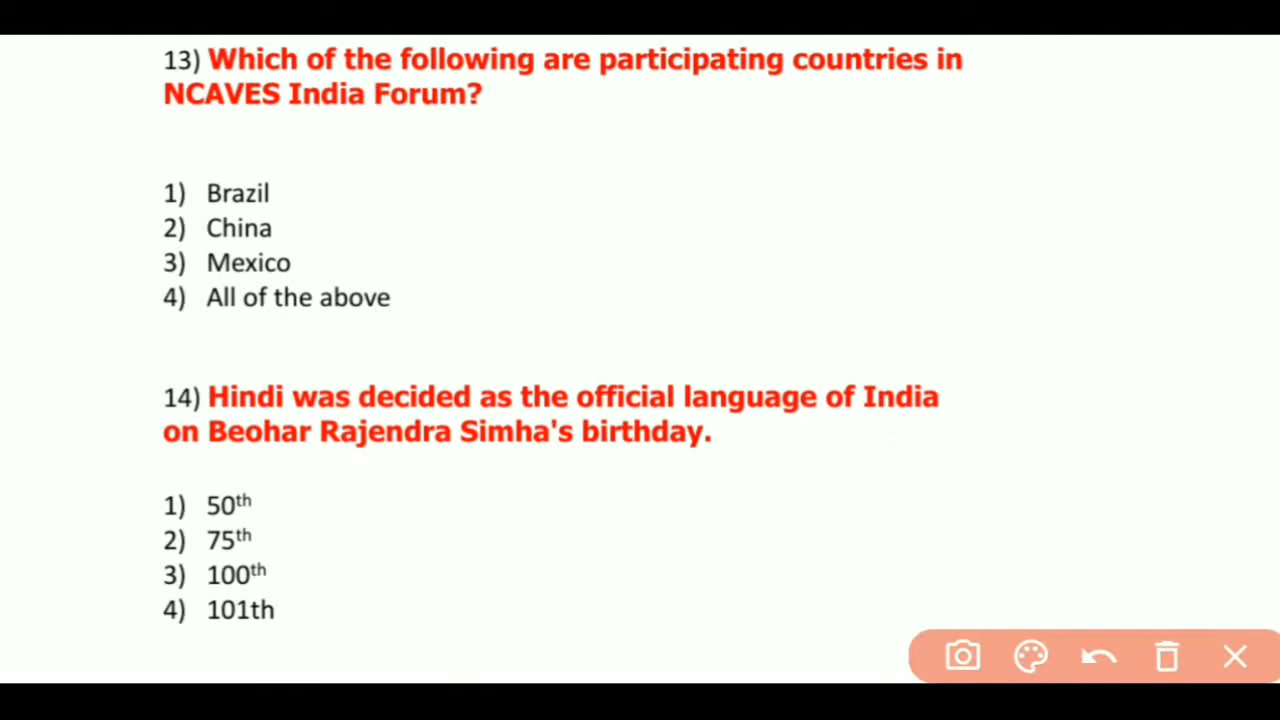 13) Which of the following are participating countries in
NCAVES India Forum?
1) Brazil
2) China
3) Mexico
4) All of the above
14) Hindi was decided as the official language of India
on Beohar Rajendra Simha's birthday.
1) 50th
2) 75th
3) 100th
4) 101th